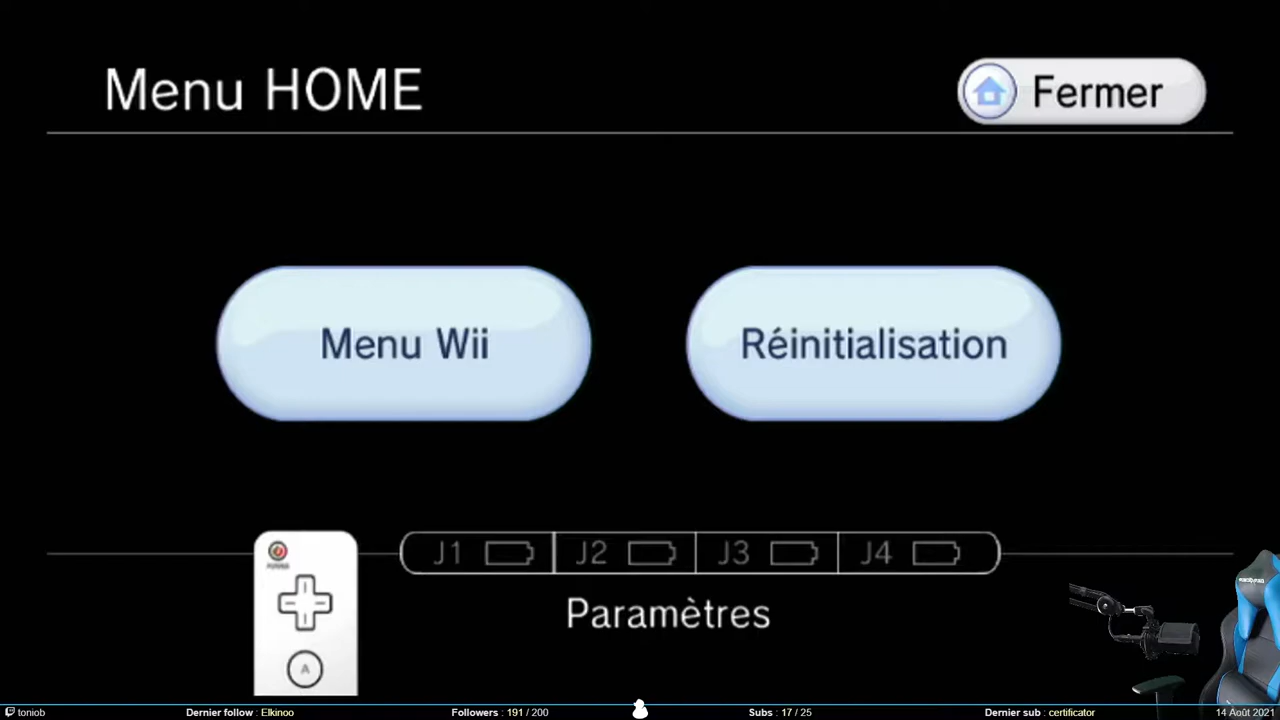 Menu HOME
Fermer
Menu Wii
Réinitialisation
J1 J2 J3 J4
A
Paramètres
toniob
Dernier follow : Elkinoo
Followers : 191 / 200
Subs : 17 / 25
Dernier sub : certificator
14 Août 2021